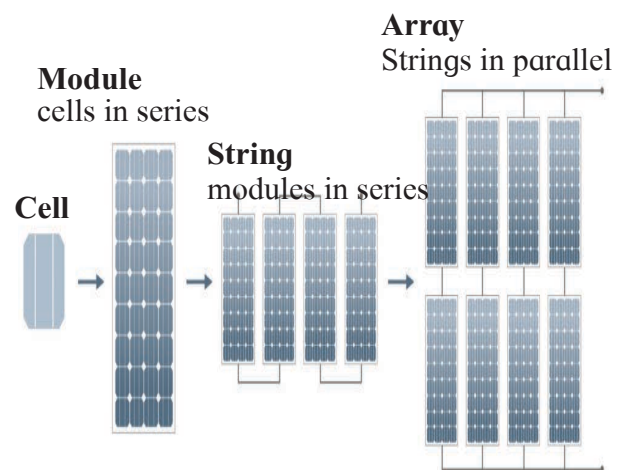 Cell
Module
cells in series
String
modules in series
Array
Strings in parallel